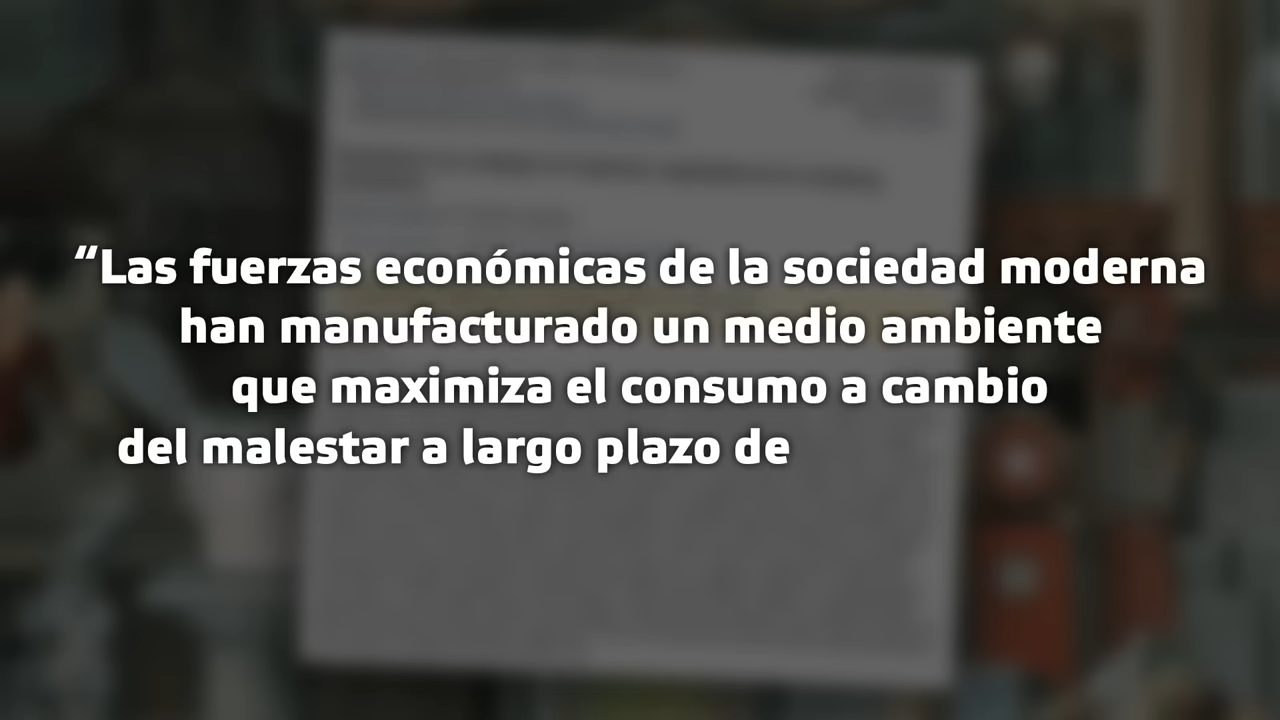 “Las fuerzas económicas de la sociedad moderna
han manufacturado un medio ambiente
que maximiza el consumo a cambio
del malestar a largo plazo de